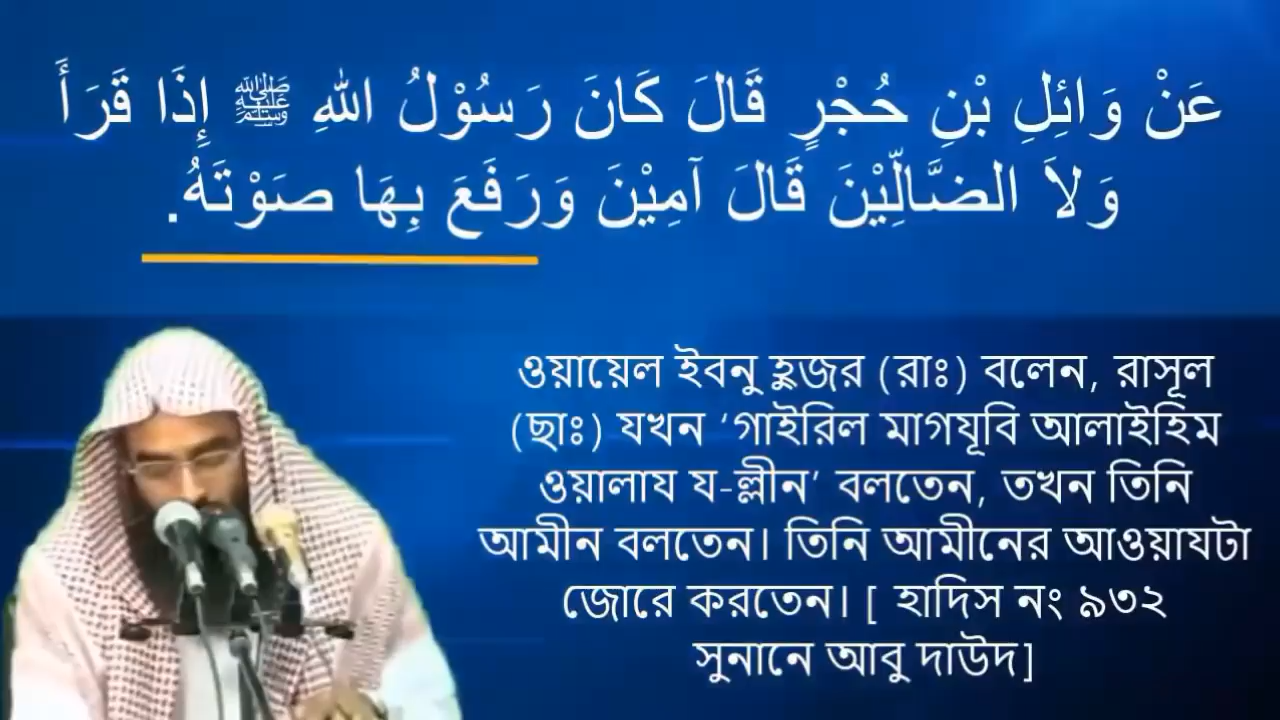 عَنْ وَائِلِ بْنِ حُجْرٍ قَالَ كَانَ رَسُوْلُ اللهِ ﷺ إِذَا قَرَأَ
وَلاَ الضَّالِّيْنَ قَالَ آمِيْنَ وَرَفَعَ بِهَا صَوْتَهُ.
ওয়ায়েল ইবনু হুজর (রাঃ) বলেন, রাসূল
(ছাঃ) যখন ‘গাইরিল মাগযূবি আলাইহিম
ওয়ালায য-ল্লীন’ বলতেন, তখন তিনি
আমীন বলতেন। তিনি আমীনের আওয়াযটা
জোরে করতেন। [ হাদিস নং ৯৩২
সুনানে আবু দাউদ]